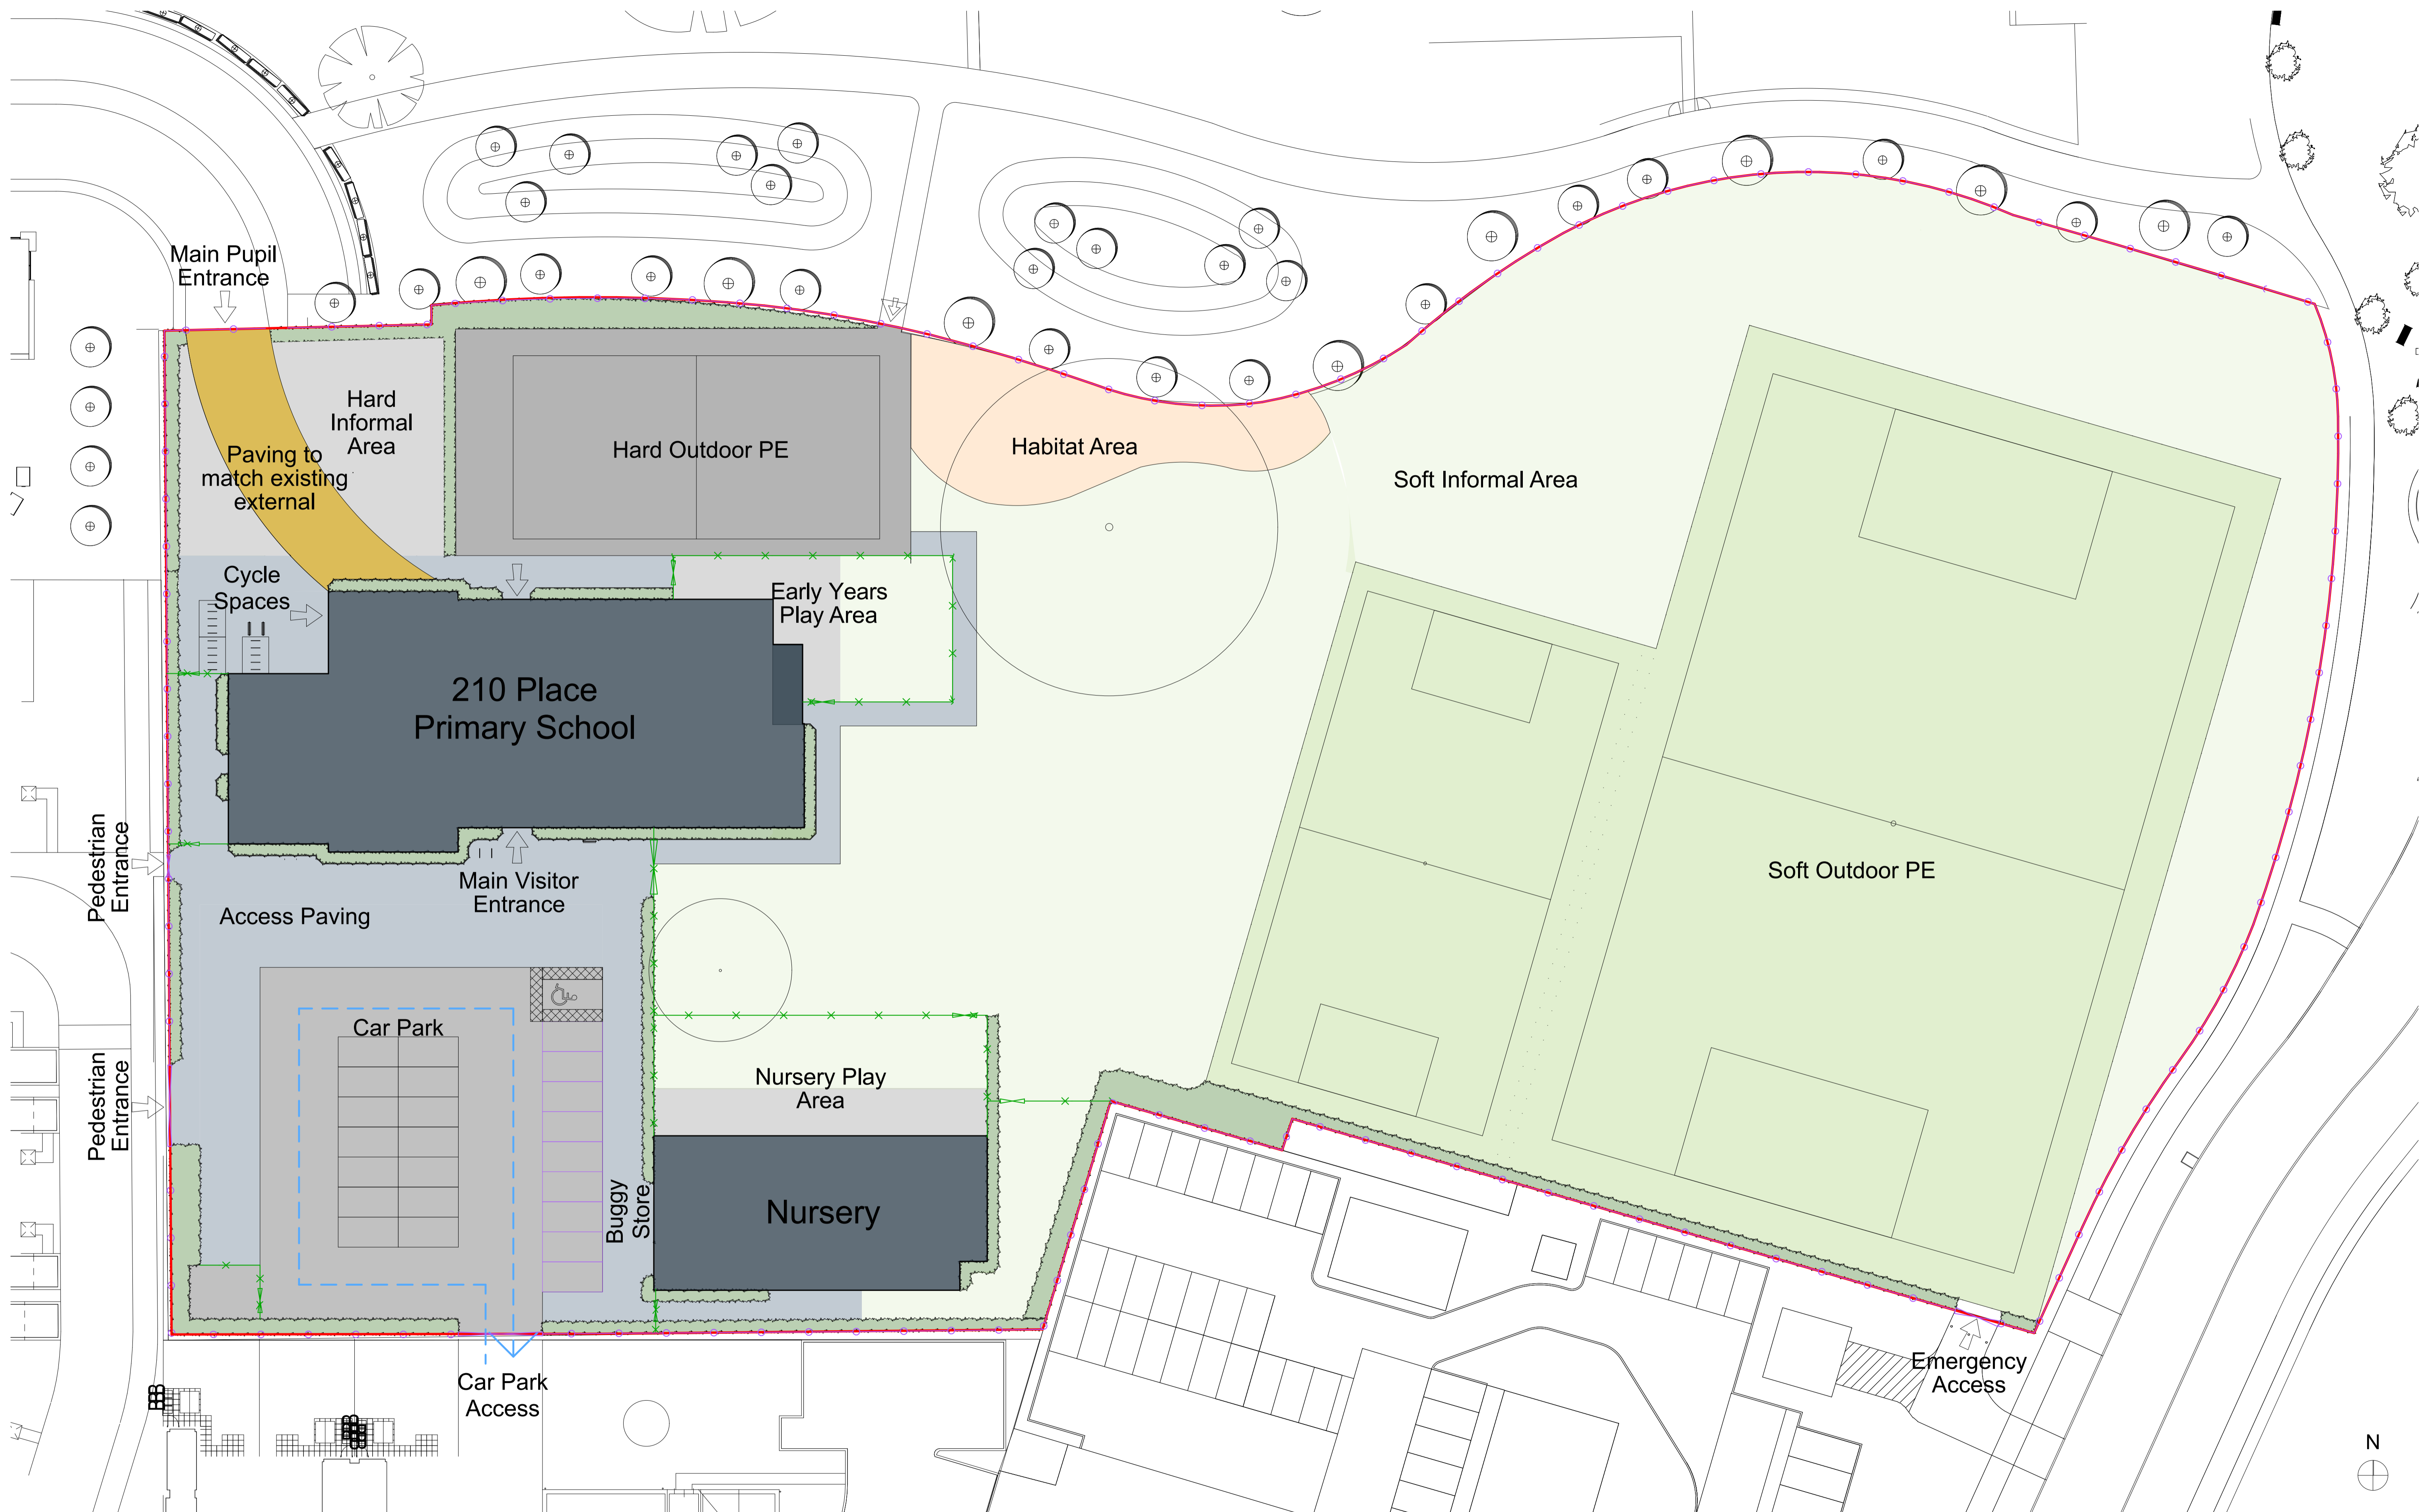 Main Pupil
Entrance
Hard
Informal
Area
Paving to
match existing
external
Hard Outdoor PE
Habitat Area
Soft Informal Area
Cycle
Spaces
Early Years
Play Area
210 Place
Primary School
Pedestrian
Entrance
Main Visitor
Entrance
Access Paving
Soft Outdoor PE
Car Park
Pedestrian
Entrance
Nursery Play
Area
Buggy
Store
Nursery
Car Park
Access
Emergency
Access
N